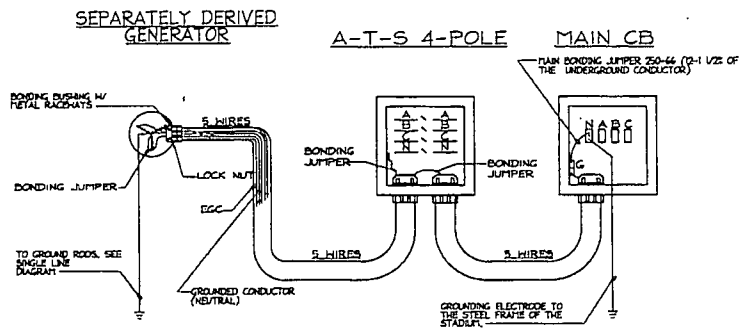 SEPARATELY DERIVED
GENERATOR
A-T-S 4-POLE
MAIN CB
MAIN BONDING JUMPER 250-66 (12-1 1/2% OF
THE UNDERGROUND CONDUCTOR)
BONDING BUSHING W/
METAL RACEWAYS
5 WIRES
A A
B B
C C
N N
N A B C
BONDING
JUMPER
BONDING
JUMPER
LOCK NUT
G
BONDING JUMPER
EGC
TO GROUND RODS, SEE
SINGLE LINE
DIAGRAM
5 WIRES
5 WIRES
GROUNDED CONDUCTOR
(NEUTRAL)
GROUNDING ELECTRODE TO
THE STEEL FRAME OF THE
STADIUM.